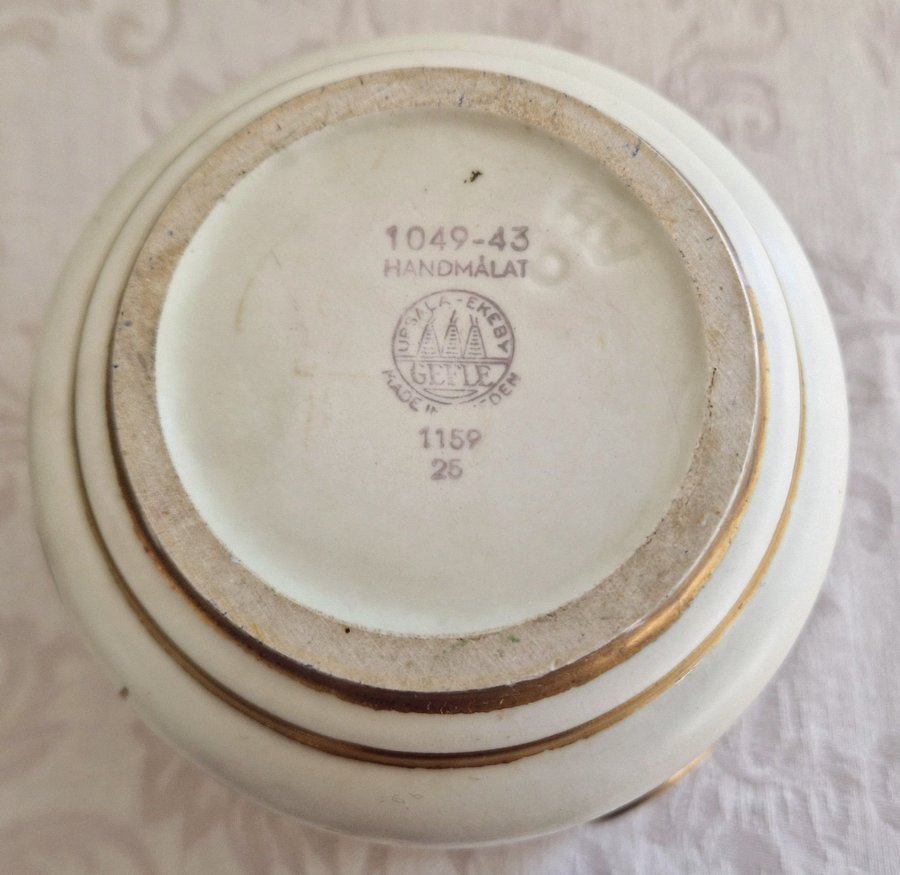 1049-43
HANDMÅLAT
UPSALA-EKEBY
GEFLE
MADE IN SWEDEN
1159
25